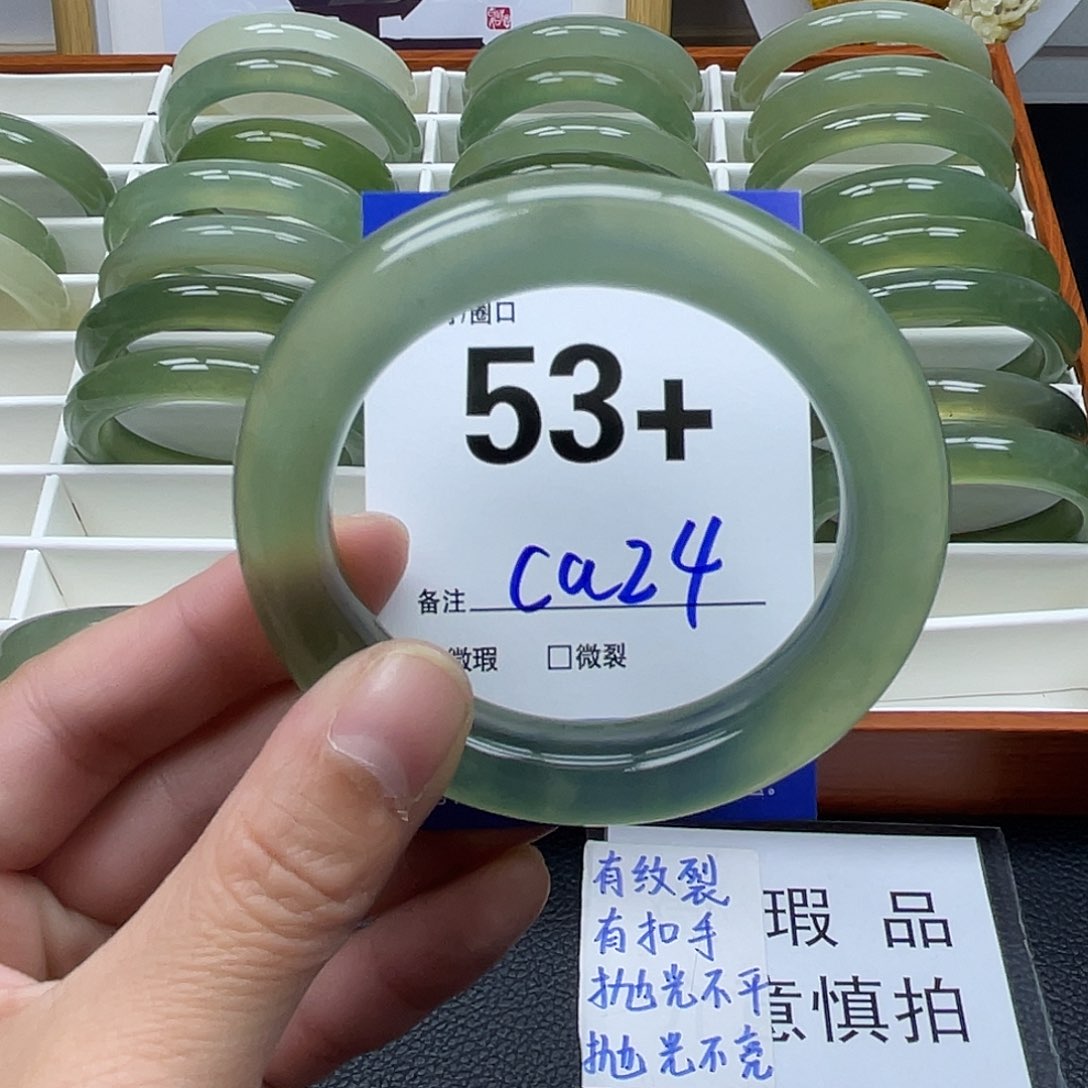 /圈口
53+
备注 ca24
微瑕 □微裂
有纹裂
有扣手
抛光不平
抛光不亮
瑕 品
意慎拍